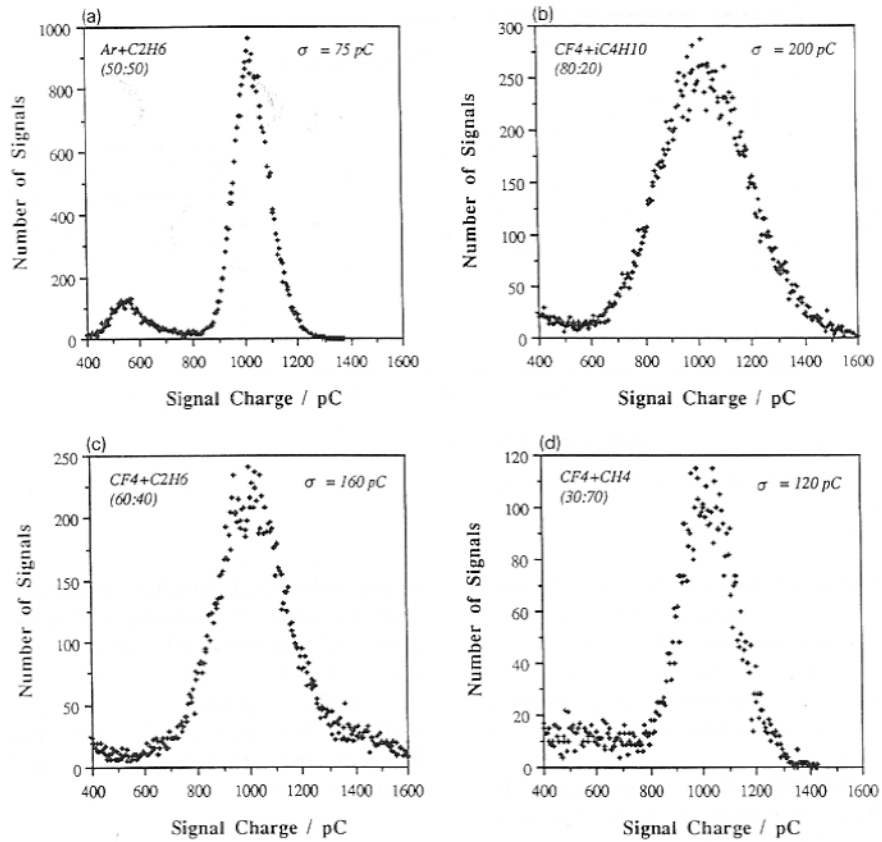 (a)
Ar+C2H6
(50:50)
σ = 75 pC
1000
800
600
400
200
0
400 600 800 1000 1200 1400 1600
Number of Signals
Signal Charge / pC
(b)
CF4+iC4H10
(80:20)
σ = 200 pC
300
250
200
150
100
50
0
400 600 800 1000 1200 1400 1600
Number of Signals
Signal Charge / pC
(c)
CF4+C2H6
(60:40)
σ = 160 pC
250
200
150
100
50
0
400 600 800 1000 1200 1400 1600
Number of Signals
Signal Charge / pC
(d)
CF4+CH4
(30:70)
σ = 120 pC
120
100
80
60
40
20
0
400 600 800 1000 1200 1400 1600
Number of Signals
Signal Charge / pC